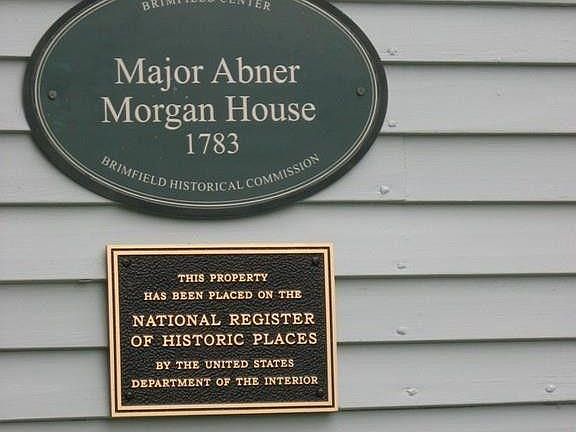 BRIMFIELD CENTER
Major Abner
Morgan House
1783
BRIMFIELD HISTORICAL COMMISSION
THIS PROPERTY
HAS BEEN PLACED ON THE
NATIONAL REGISTER
OF HISTORIC PLACES
BY THE UNITED STATES
DEPARTMENT OF THE INTERIOR